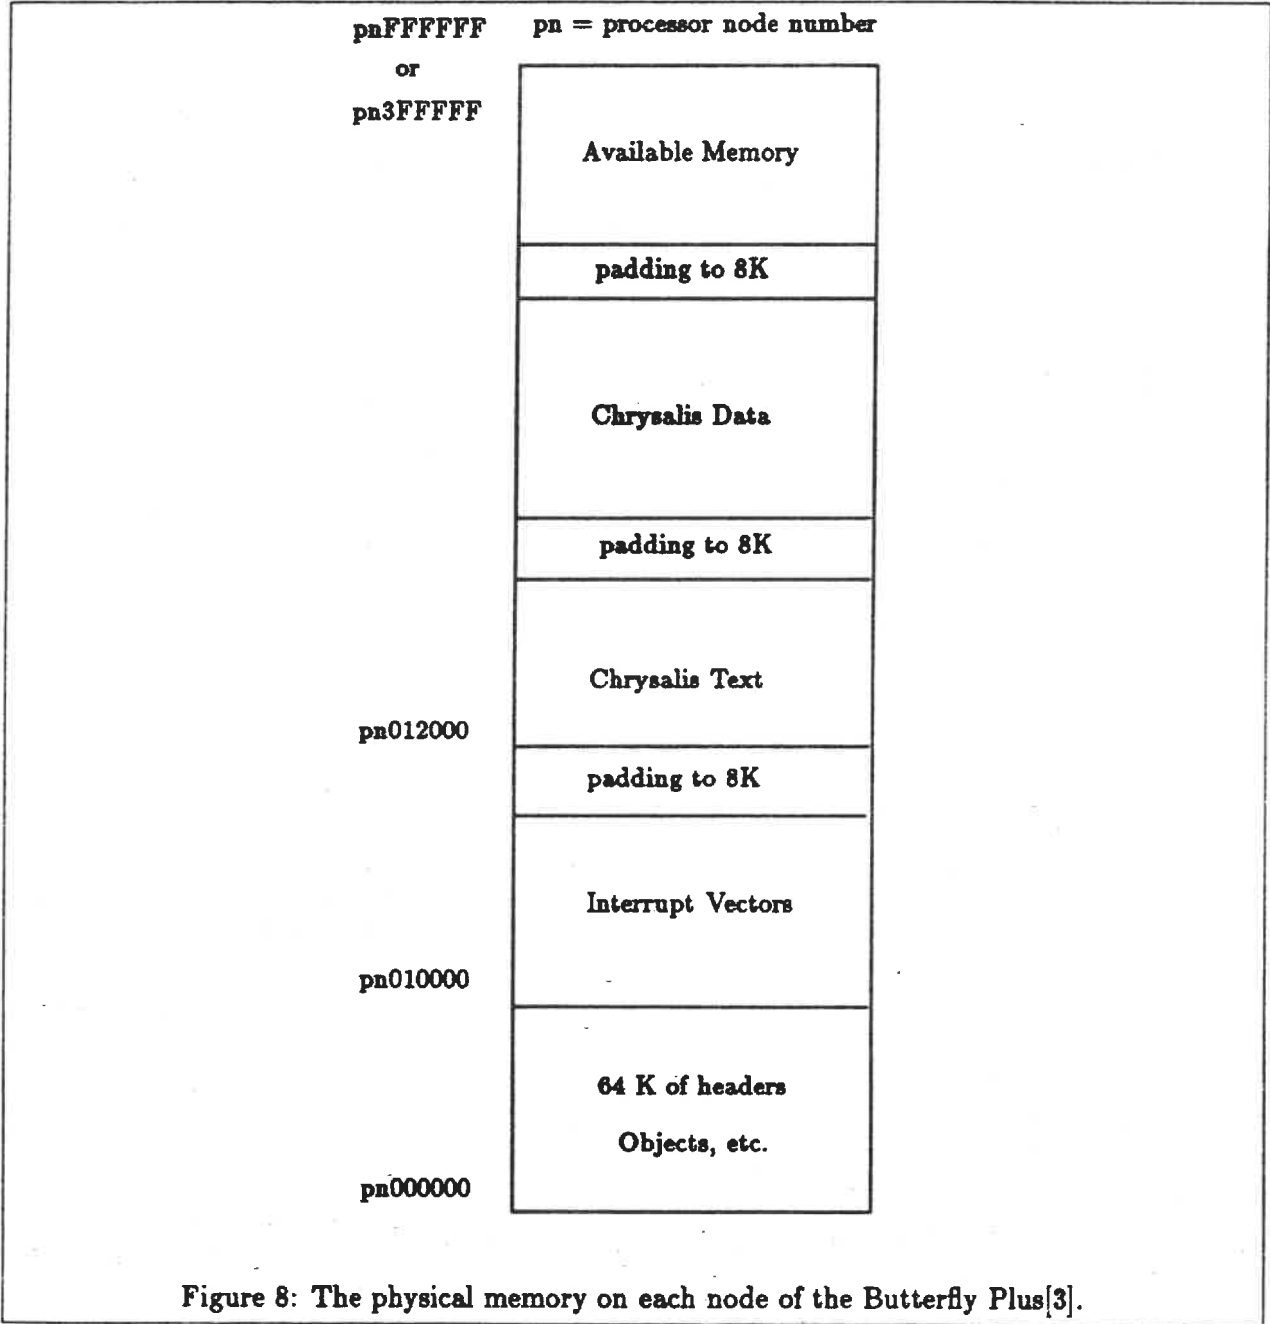 pnFFFFFF pn = processor node number
or
pn3FFFFF
Available Memory
padding to 8K
Chrysalis Data
padding to 8K
Chrysalis Text
pn012000
padding to 8K
Interrupt Vectors
pn010000
64 K of headers
Objects, etc.
pn000000
Figure 8: The physical memory on each node of the Butterfly Plus[3].